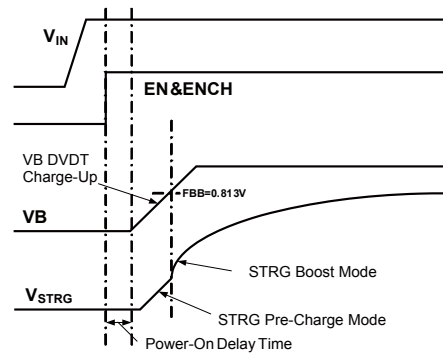 VIN
EN&ENCH
VB DVDT
Charge-Up
FBB=0.813V
VB
STRG Boost Mode
VSTRG
STRG Pre-Charge Mode
Power-On Delay Time